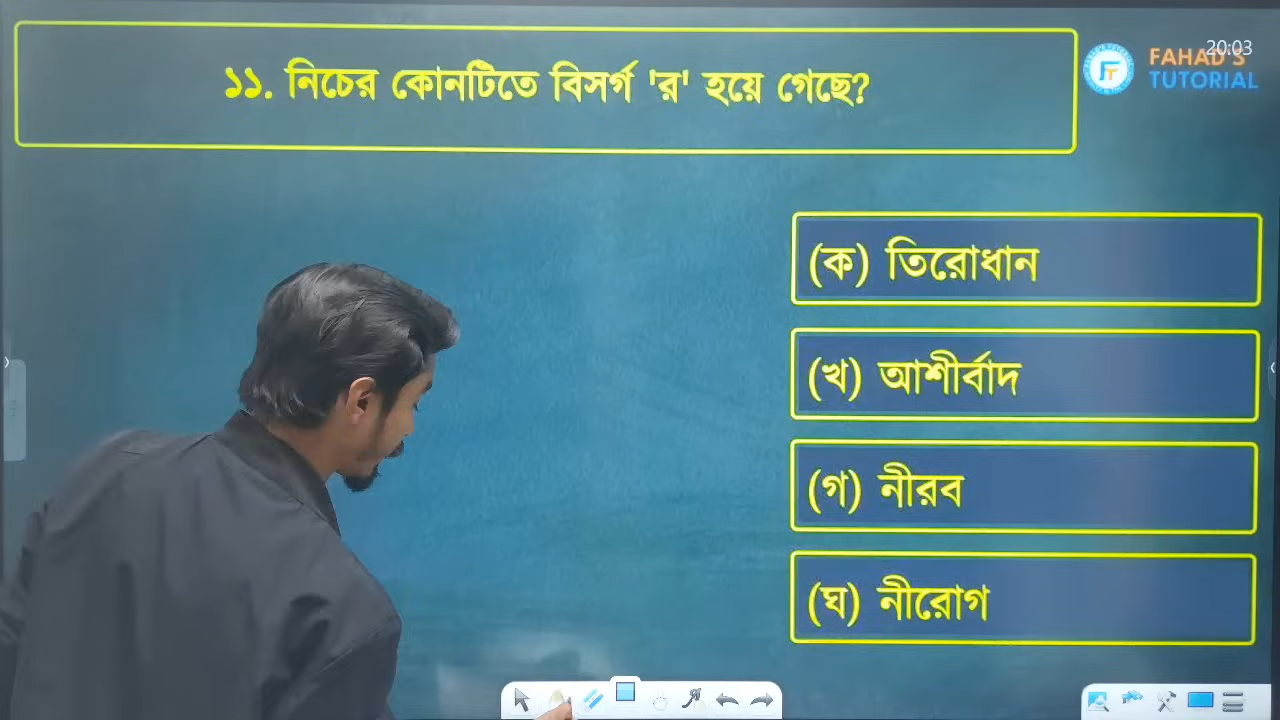 ১১. নিচের কোনটিতে বিসর্গ 'র' হয়ে গেছে?
20:03
FAHAD'S
TUTORIAL
(ক) তিরোধান
(খ) আশীর্বাদ
(গ) নীরব
(ঘ) নীরোগ